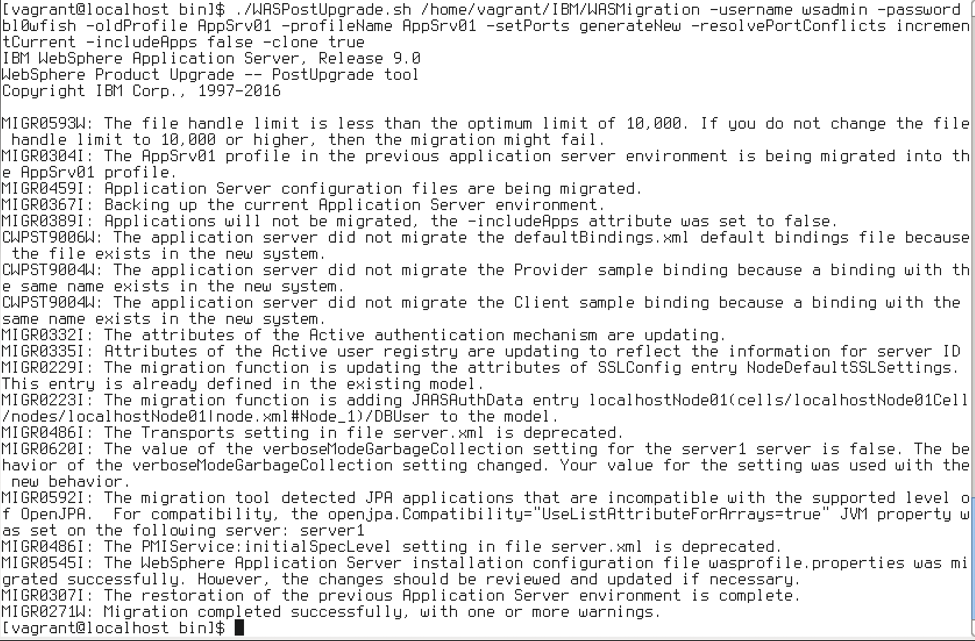 [vagrant@localhost bin]$ ./WASPostUpgrade.sh /home/vagrant/IBM/WASMigration -username wsadmin -password
bl0wfish -oldProfile AppSrv01 -profileName AppSrv01 -setPorts generateNew -resolvePortConflicts incremen
tCurrent -includeApps false -clone true
IBM WebSphere Application Server, Release 9.0
WebSphere Product Upgrade -- PostUpgrade tool
Copyright IBM Corp., 1997-2016
MIGR0593W: The file handle limit is less than the optimum limit of 10,000. If you do not change the file
handle limit to 10,000 or higher, then the migration might fail.
MIGR0304I: The AppSrv01 profile in the previous application server environment is being migrated into th
e AppSrv01 profile.
MIGR0459I: Application Server configuration files are being migrated.
MIGR0367I: Backing up the current Application Server environment.
MIGR0389I: Applications will not be migrated, the -includeApps attribute was set to false.
CWPST9006W: The application server did not migrate the defaultBindings.xml default bindings file because
the file exists in the new system.
CWPST9004W: The application server did not migrate the Provider sample binding because a binding with th
e same name exists in the new system.
CWPST9004W: The application server did not migrate the Client sample binding because a binding with the
same name exists in the new system.
MIGR0332I: The attributes of the Active authentication mechanism are updating.
MIGR0335I: Attributes of the Active user registry are updating to reflect the information for server ID
MIGR0229I: The migration function is updating the attributes of SSLConfig entry NodeDefaultSSLSettings.
This entry is already defined in the existing model.
MIGR0223I: The migration function is adding JAASAuthData entry localhostNode01(cells/localhostNode01Cell
/nodes/localhostNode01|node.xml#Node_1)/DBUser to the model.
MIGR0486I: The Transports setting in file server.xml is deprecated.
MIGR0620I: The value of the verboseModeGarbageCollection setting for the server1 server is false. The be
havior of the verboseModeGarbageCollection setting changed. Your value for the setting was used with the
new behavior.
MIGR0592I: The migration tool detected JPA applications that are incompatible with the supported level o
f OpenJPA.  For compatibility, the openjpa.Compatibility="UseListAttributeForArrays=true" JVM property w
as set on the following server: server1
MIGR0486I: The PMIService:initialSpecLevel setting in file server.xml is deprecated.
MIGR0545I: The WebSphere Application Server installation configuration file wasprofile.properties was mi
grated successfully. However, the changes should be reviewed and updated if necessary.
MIGR0307I: The restoration of the previous Application Server environment is complete.
MIGR0271W: Migration completed successfully, with one or more warnings.
[vagrant@localhost bin]$